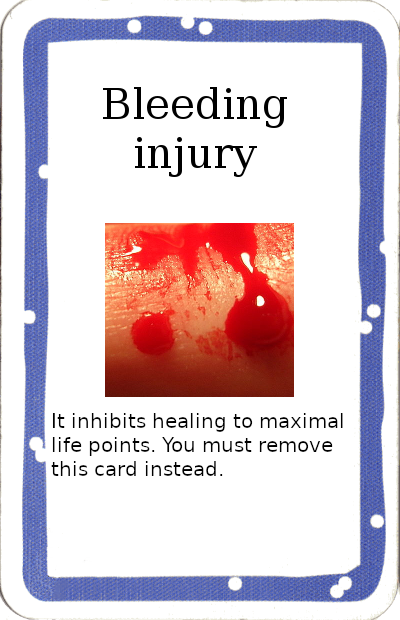 Bleeding
injury
It inhibits healing to maximal
life points. You must remove
this card instead.